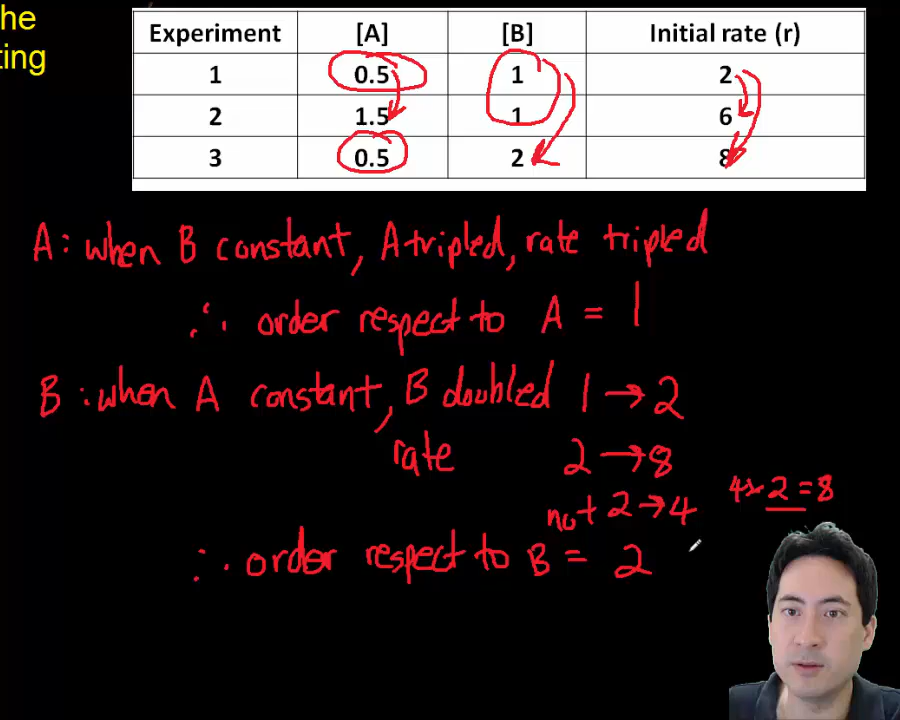 the
ting
Experiment [A] [B] Initial rate (r)
1 0.5 1 2
2 1.5 1 6
3 0.5 2 8
A: when B constant, A tripled, rate tripled
∴ order respect to A = 1
B: when A constant, B doubled 1 → 2
rate 2 → 8
not 2 → 4 4x 2 = 8
∴ order respect to B = 2